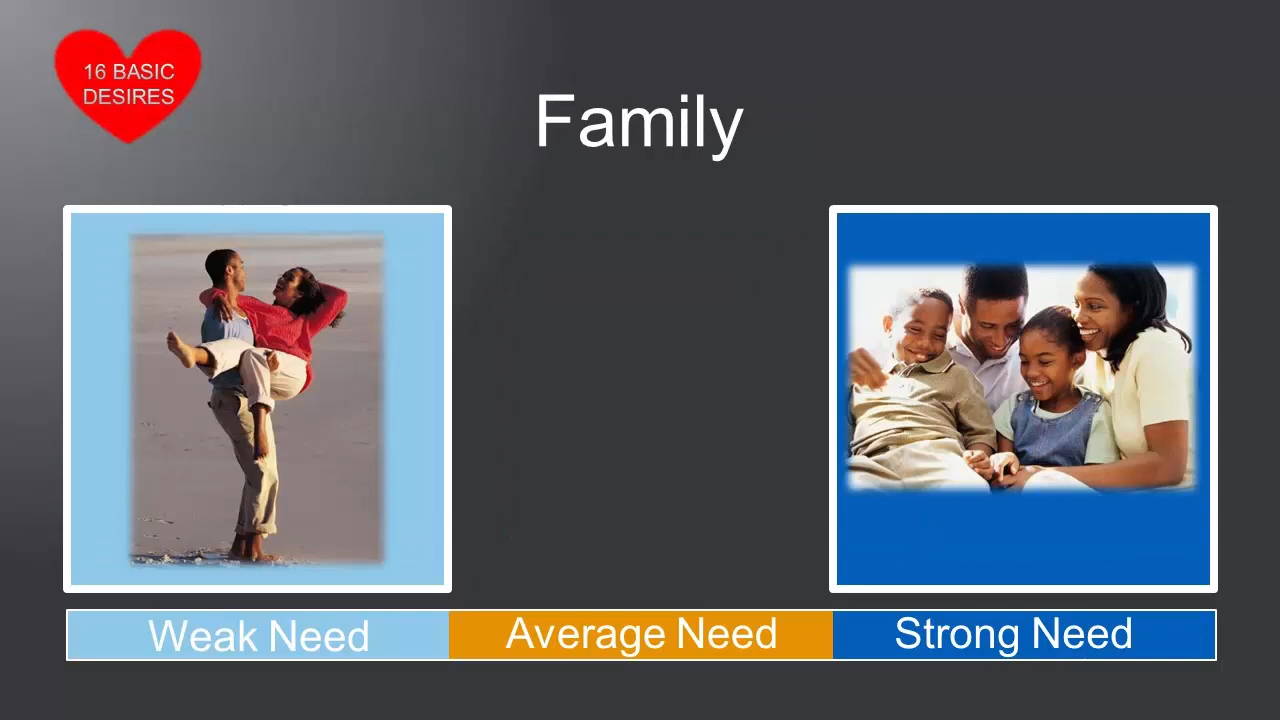 16 BASIC
DESIRES
Family
Weak Need
Average Need
Strong Need